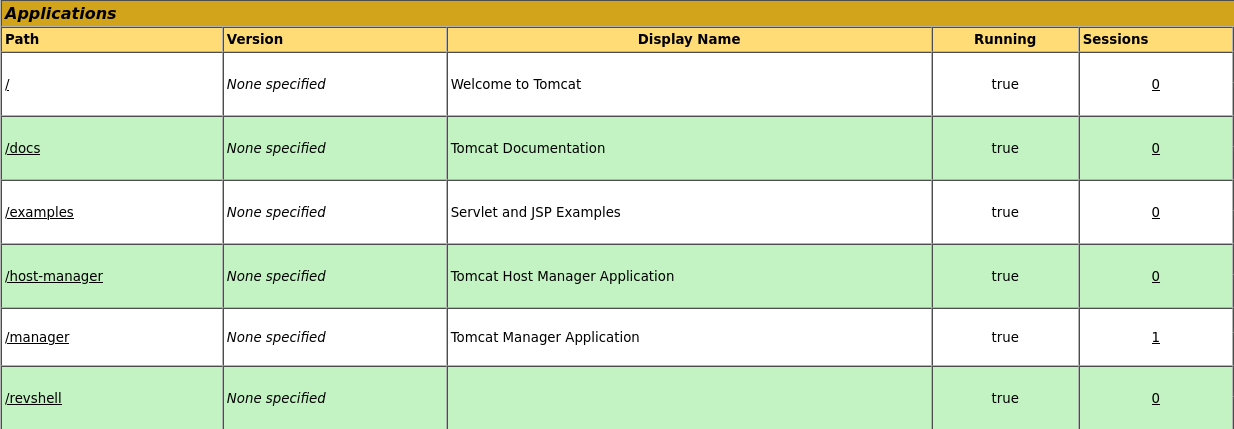 Applications
Path Version Display Name Running Sessions
/ None specified Welcome to Tomcat true 0
/docs None specified Tomcat Documentation true 0
/examples None specified Servlet and JSP Examples true 0
/host-manager None specified Tomcat Host Manager Application true 0
/manager None specified Tomcat Manager Application true 1
/revshell None specified true 0